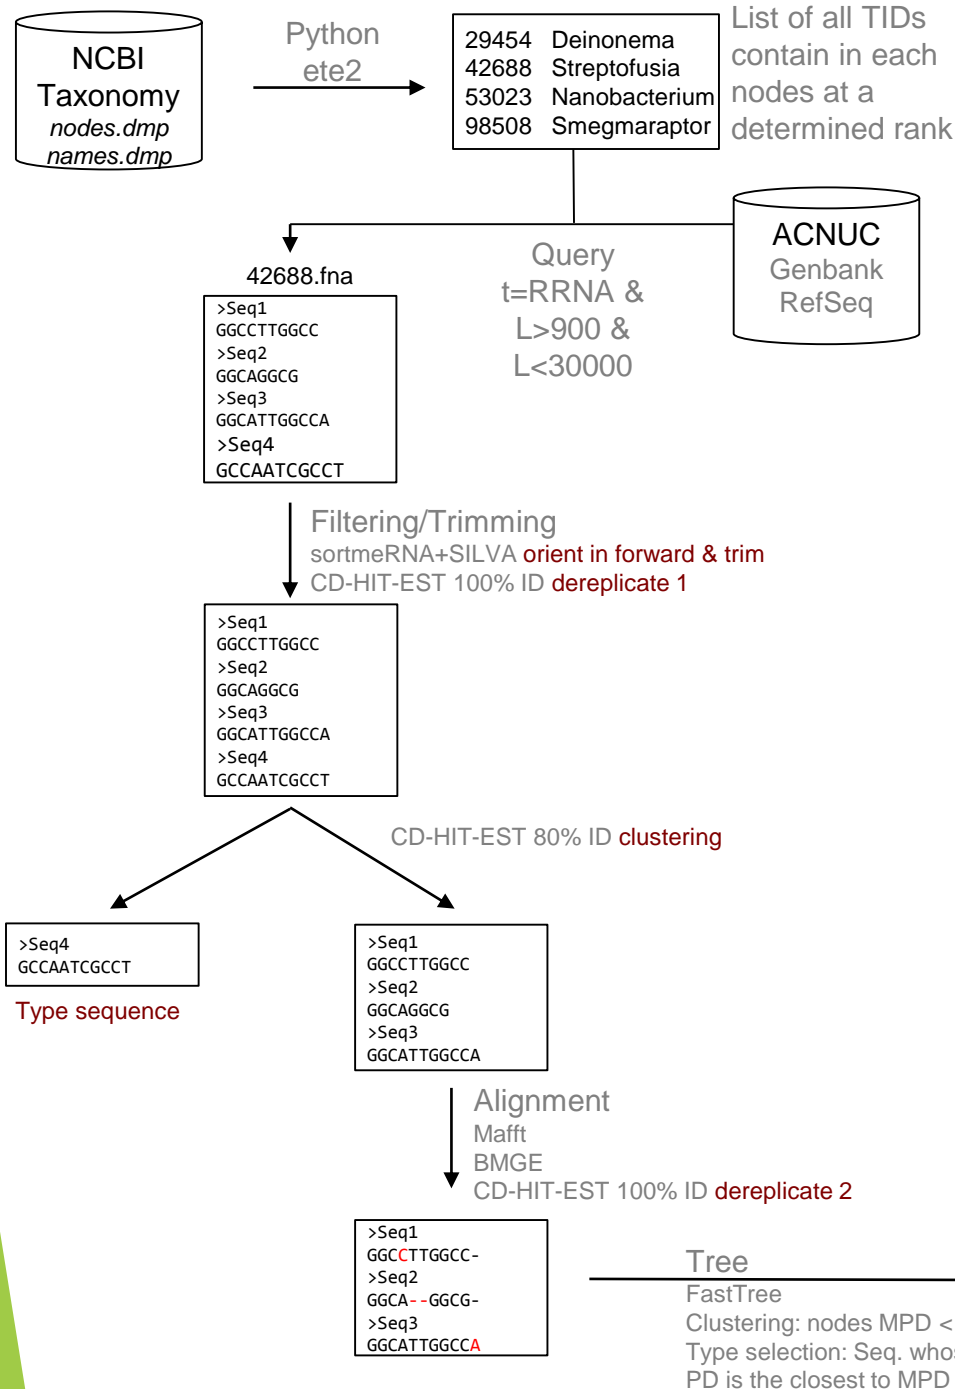 NCBI
Taxonomy
nodes.dmp
names.dmp
Python
ete2
29454 Deinonema
42688 Streptofusia
53023 Nanobacterium
98508 Smegmaraptor
List of all TIDs
contain in each
nodes at a
determined rank
ACNUC
Genbank
RefSeq
Query
t=RRNA &
L>900 &
L<30000
42688.fna
>Seq1
GGCCTTGGCC
>Seq2
GGCAGGCG
>Seq3
GGCATTGGCCA
>Seq4
GCCAATCGCCT
Filtering/Trimming
sortmeRNA+SILVA orient in forward & trim
CD-HIT-EST 100% ID dereplicate 1
>Seq1
GGCCTTGGCC
>Seq2
GGCAGGCG
>Seq3
GGCATTGGCCA
>Seq4
GCCAATCGCCT
CD-HIT-EST 80% ID clustering
>Seq4
GCCAATCGCCT
Type sequence
>Seq1
GGCCTTGGCC
>Seq2
GGCAGGCG
>Seq3
GGCATTGGCCA
Alignment
Mafft
BMGE
CD-HIT-EST 100% ID dereplicate 2
>Seq1
GGCCTTGGCC-
>Seq2
GGCA--GGCG-
>Seq3
GGCATTGGCCA
Tree
FastTree
Clustering: nodes MPD <
Type selection: Seq.
PD is the closest to MPD